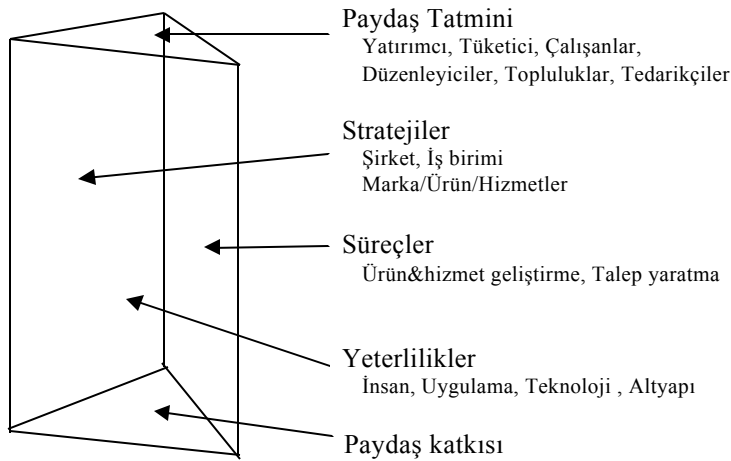 Paydaş Tatmini
Yatırımcı, Tüketici, Çalışanlar,
Düzenleyiciler, Topluluklar, Tedarikçiler
Stratejiler
Şirket, İş birimi
Marka/Ürün/Hizmetler
Süreçler
Ürün&hizmet geliştirme, Talep yaratma
Yeterlilikler
İnsan, Uygulama, Teknoloji , Altyapı
Paydaş katkısı